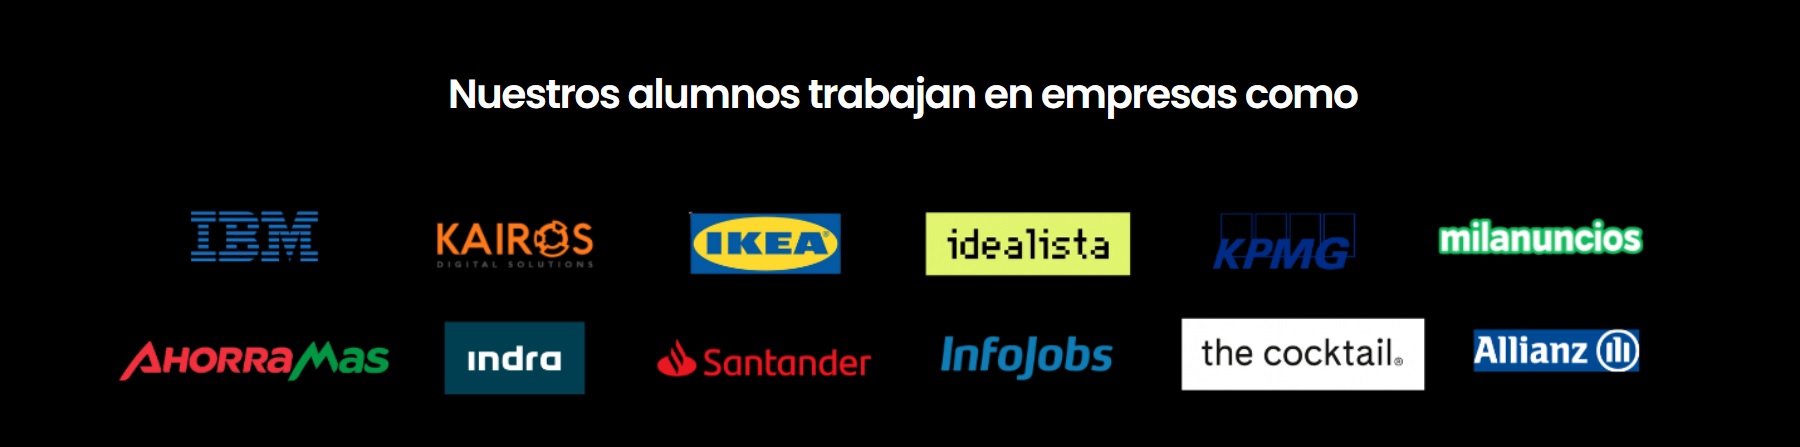 Nuestros alumnos trabajan en empresas como
IBM KAIROS IKEA® idealista KPMG milanuncios
DIGITAL SOLUTIONS
AHORRAMAS indra Santander InfoJobs the cocktail® Allianz